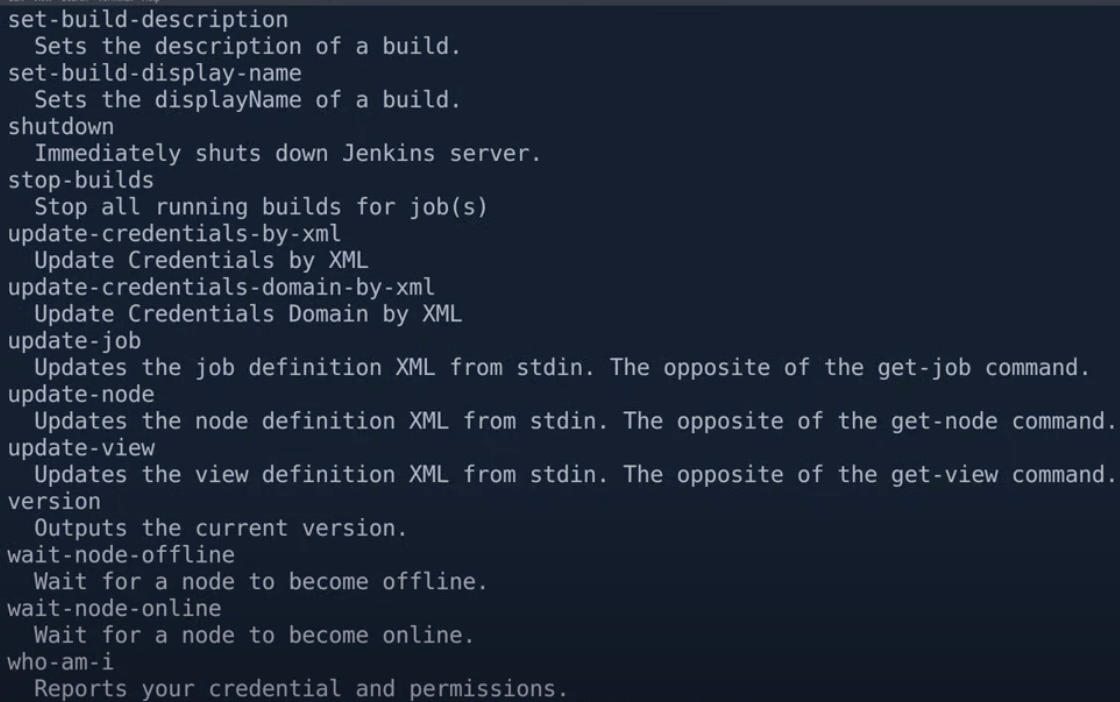 set-build-description
Sets the description of a build.
set-build-display-name
Sets the displayName of a build.
shutdown
Immediately shuts down Jenkins server.
stop-builds
Stop all running builds for job(s)
update-credentials-by-xml
Update Credentials by XML
update-credentials-domain-by-xml
Update Credentials Domain by XML
update-job
Updates the job definition XML from stdin. The opposite of the get-job command.
update-node
Updates the node definition XML from stdin. The opposite of the get-node command.
update-view
Updates the view definition XML from stdin. The opposite of the get-view command.
version
Outputs the current version.
wait-node-offline
Wait for a node to become offline.
wait-node-online
Wait for a node to become online.
who-am-i
Reports your credential and permissions.